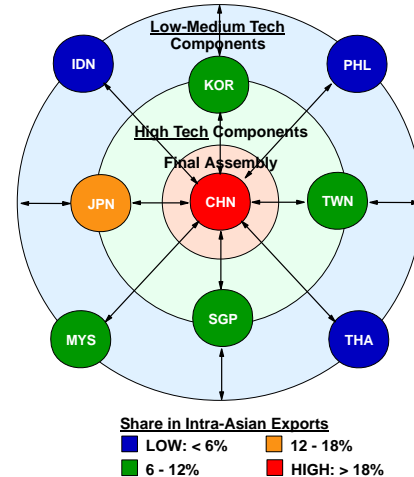 Low-Medium Tech
Components
IDN
PHL
KOR
High Tech Components
Final Assembly
JPN
CHN
TWN
SGP
MYS
THA
Share in Intra-Asian Exports
LOW: < 6%
12 - 18%
6 - 12%
HIGH: > 18%